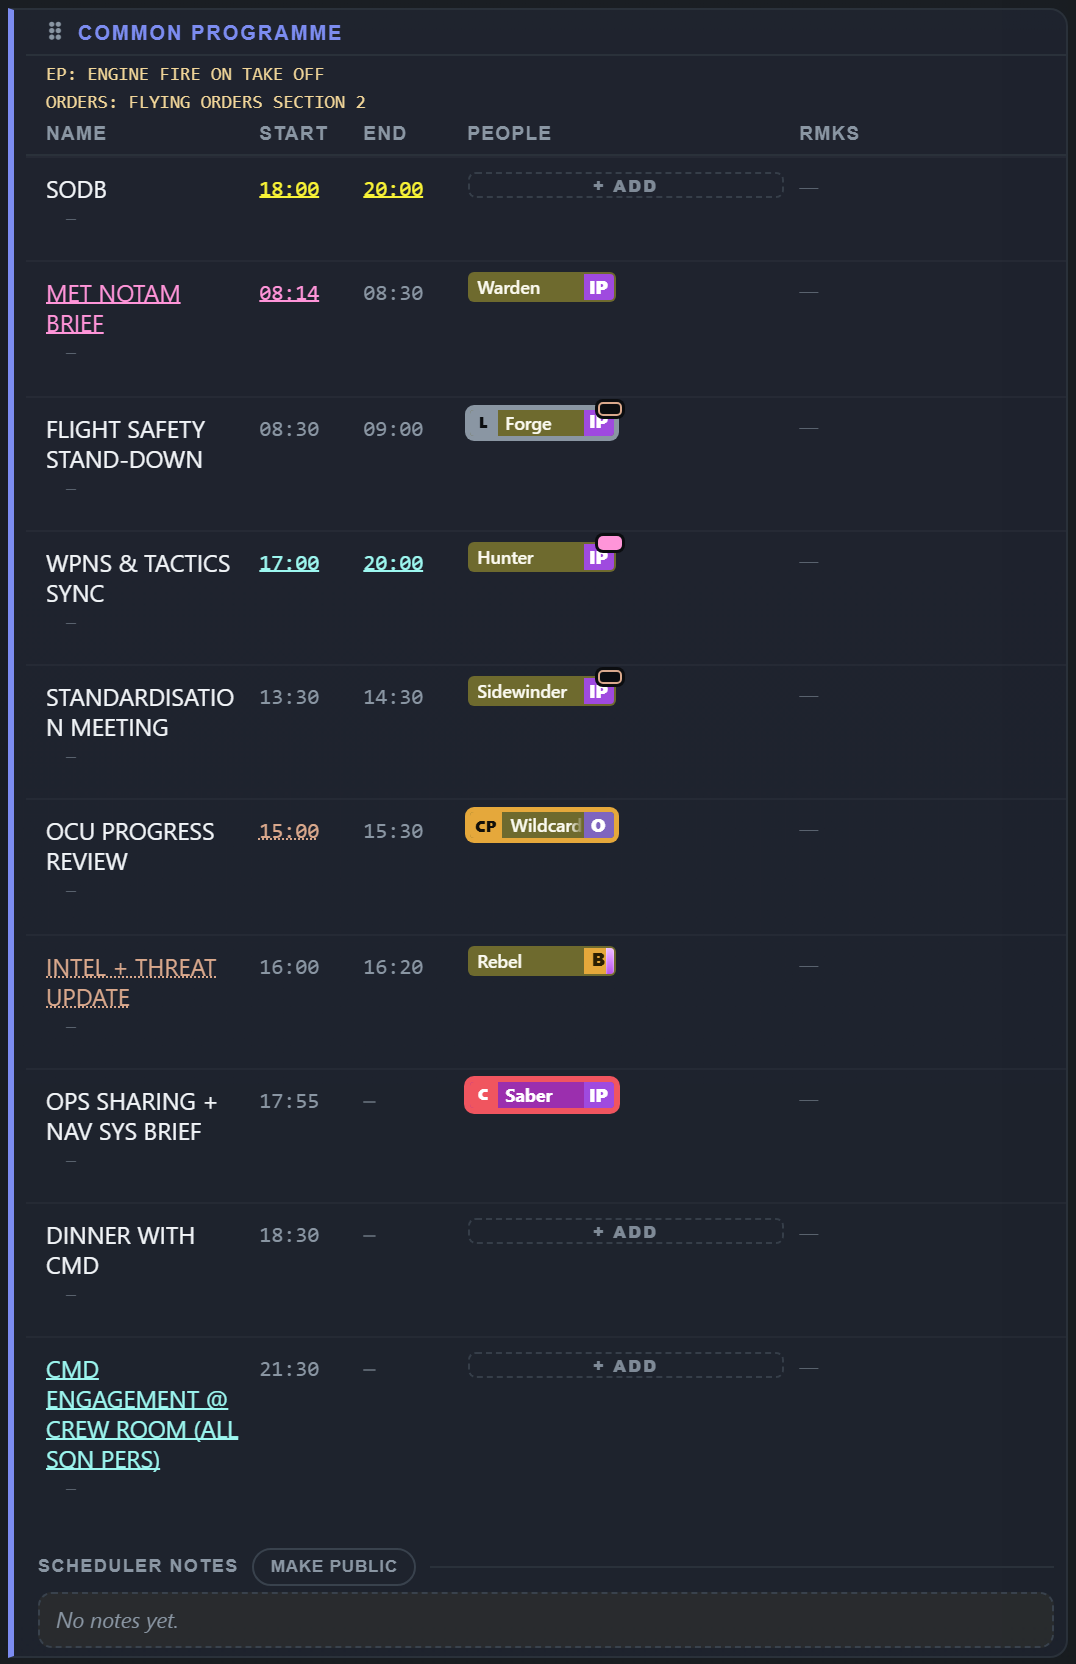 COMMON PROGRAMME
EP: ENGINE FIRE ON TAKE OFF
ORDERS: FLYING ORDERS SECTION 2
NAME START END PEOPLE RMKS
SODB 18:00 20:00 + ADD —
–
MET NOTAM 08:14 08:30 Warden IP —
BRIEF
–
FLIGHT SAFETY 08:30 09:00 L Forge IP —
STAND-DOWN
–
WPNS & TACTICS 17:00 20:00 Hunter IP —
SYNC
–
STANDARDISATIO 13:30 14:30 Sidewinder IP —
N MEETING
–
OCU PROGRESS 15:00 15:30 CP Wildcard O —
REVIEW
–
INTEL + THREAT 16:00 16:20 Rebel B —
UPDATE
–
OPS SHARING + 17:55 – C Saber IP —
NAV SYS BRIEF
–
DINNER WITH 18:30 – + ADD —
CMD
–
CMD 21:30 – + ADD —
ENGAGEMENT @
CREW ROOM (ALL
SQN PERS)
–
SCHEDULER NOTES MAKE PUBLIC
No notes yet.